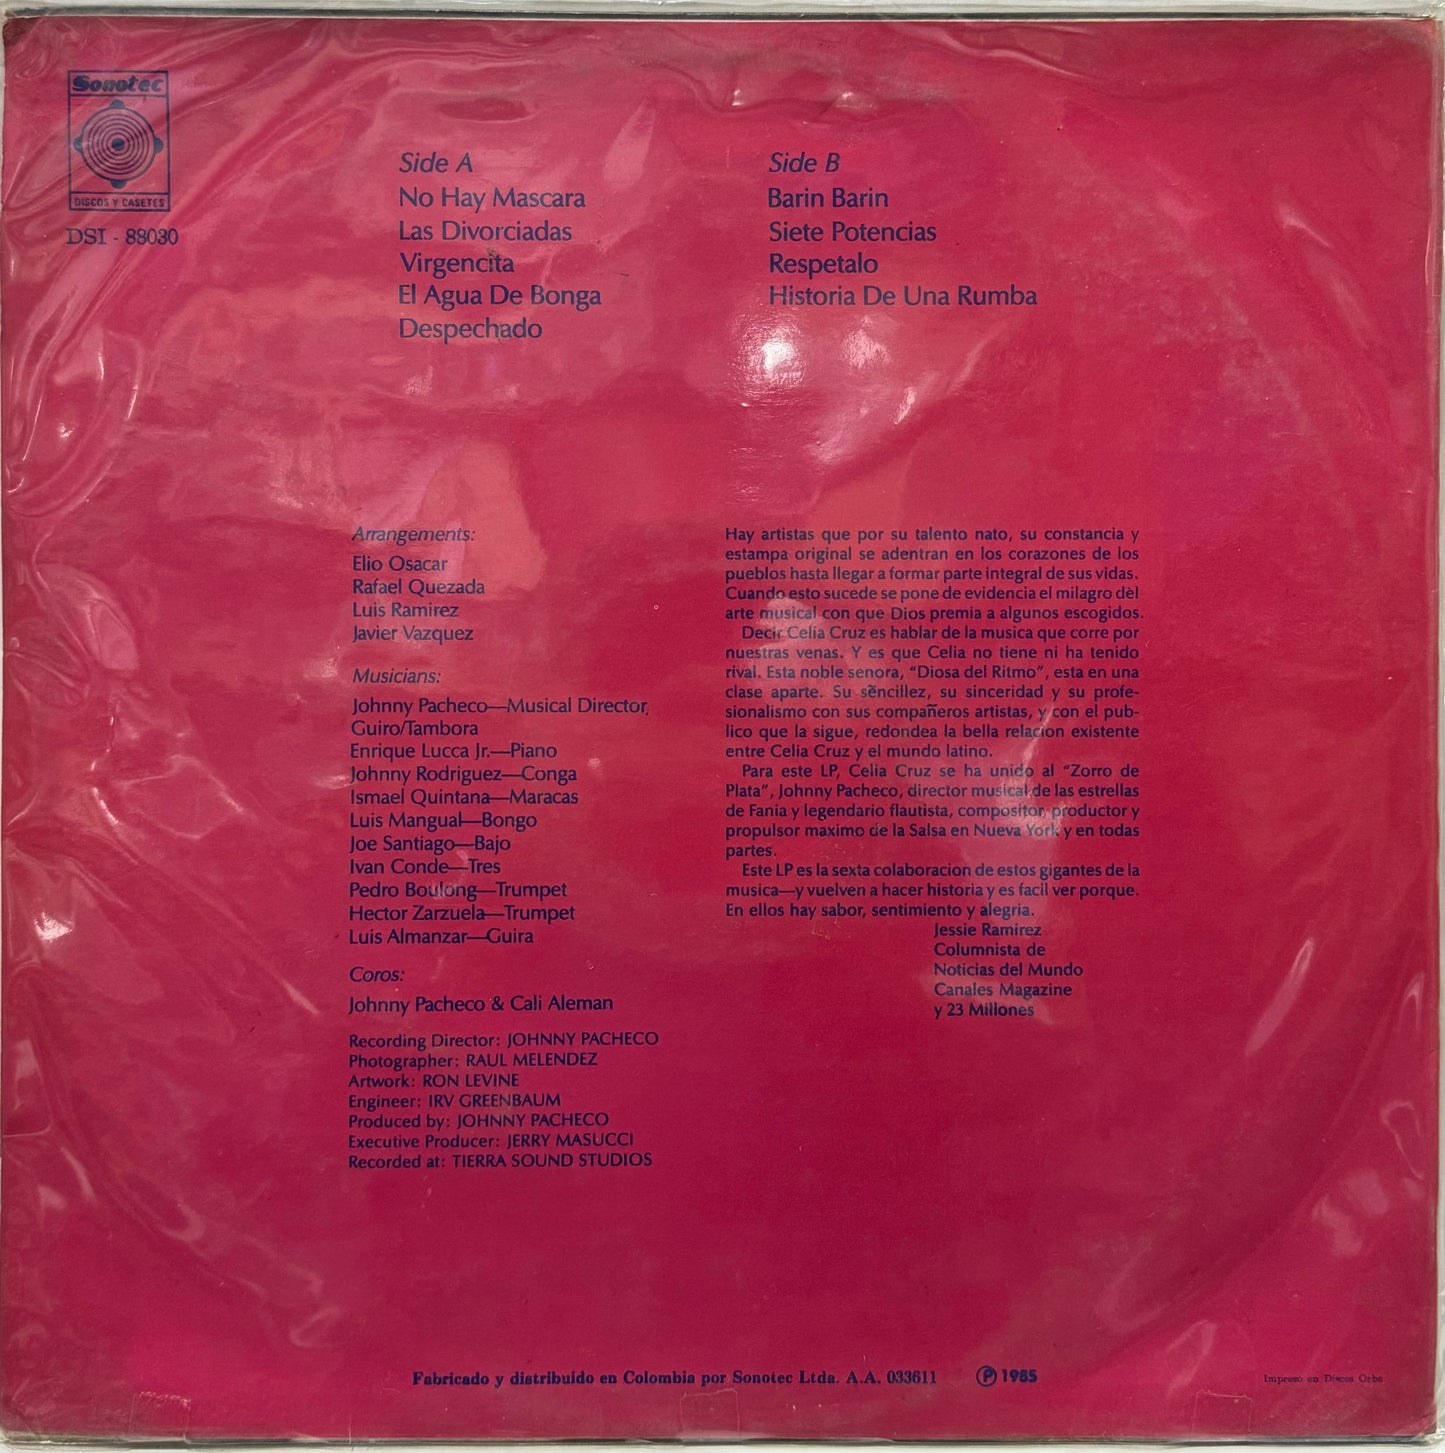 Sonotec
DISCOS Y CASETES
DSI - 88030
Side A
No Hay Mascara
Las Divorciadas
Virgencita
El Agua De Bonga
Despechado
Side B
Barin Barin
Siete Potencias
Respetalo
Historia De Una Rumba
Arrangements:
Elio Osacar
Rafael Quezada
Luis Ramirez
Javier Vazquez
Musicians:
Johnny Pacheco—Musical Director,
Guiro/Tambora
Enrique Lucca Jr.—Piano
Johnny Rodriguez—Conga
Ismael Quintana—Maracas
Luis Mangual—Bongo
Joe Santiago—Bajo
Ivan Conde—Tres
Pedro Boulong—Trumpet
Hector Zarzuela—Trumpet
Luis Almanzar—Guira
Coros:
Johnny Pacheco & Cali Aleman
Recording Director: JOHNNY PACHECO
Photographer: RAUL MELENDEZ
Artwork: RON LEVINE
Engineer: IRV GREENBAUM
Produced by: JOHNNY PACHECO
Executive Producer: JERRY MASUCCI
Recorded at: TIERRA SOUND STUDIOS
Hay artistas que por su talento nato, su constancia y
estampa original se adentran en los corazones de los
pueblos hasta llegar a formar parte integral de sus vidas.
Cuando esto sucede se pone de evidencia el milagro dèl
arte musical con que Dios premia a algunos escogidos.
Decir Celia Cruz es hablar de la musica que corre por
nuestras venas. Y es que Celia no tiene ni ha tenido
rival. Esta noble senora, "Diosa del Ritmo", esta en una
clase aparte. Su sencillez, su sinceridad y su profe-
sionalismo con sus compañeros artistas, y con el pub-
lico que la sigue, redondea la bella relacion existente
entre Celia Cruz y el mundo latino.
Para este LP, Celia Cruz se ha unido al "Zorro de
Plata", Johnny Pacheco, director musical de las estrellas
de Fania y legendario flautista, compositor, productor y
propulsor maximo de la Salsa en Nueva York y en todas
partes.
Este LP es la sexta colaboracion de estos gigantes de la
musica—y vuelven a hacer historia y es facil ver porque.
En ellos hay sabor, sentimiento y alegria.
Jessie Ramirez
Columnista de
Noticias del Mundo
Canales Magazine
y 23 Millones
Fabricado y distribuido en Colombia por Sonotec Ltda. A.A. 033611 ℗ 1985
Impreso en Discos Orbe